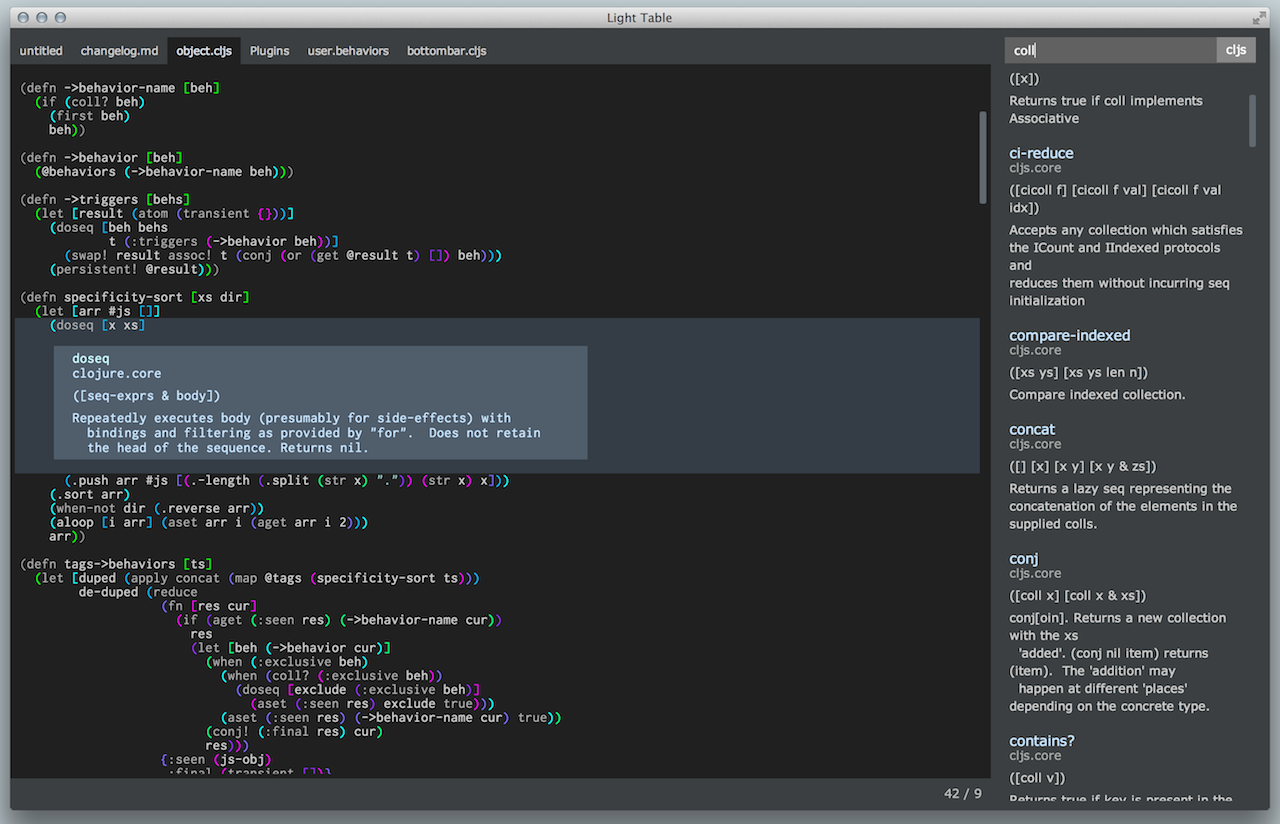 Light Table
untitled changelog.md object.cljs Plugins user.behaviors bottombar.cljs
(defn ->behavior-name [beh]
  (if (coll? beh)
    (first beh)
    beh))
(defn ->behavior [beh]
  (@behaviors (->behavior-name beh)))
(defn ->triggers [behs]
  (let [result (atom (transient {}))]
    (doseq [beh behs
            t (:triggers (->behavior beh))]
      (swap! result assoc! t (conj (or (get @result t) []) beh)))
    (persistent! @result)))
(defn specificity-sort [xs dir]
  (let [arr #js []]
    (doseq [x xs]
doseq
clojure.core
([seq-exprs & body])
Repeatedly executes body (presumably for side-effects) with
  bindings and filtering as provided by "for".  Does not retain
  the head of the sequence. Returns nil.
      (.push arr #js [(.-length (.split (str x) ".")) (str x) x]))
    (.sort arr)
    (when-not dir (.reverse arr))
    (aloop [i arr] (aset arr i (aget arr i 2)))
    arr))
(defn tags->behaviors [ts]
  (let [duped (apply concat (map @tags (specificity-sort ts)))
        de-duped (reduce
                   (fn [res cur]
                     (if (aget (:seen res) (->behavior-name cur))
                       res
                       (let [beh (->behavior cur)]
                         (when (:exclusive beh)
                           (when (coll? (:exclusive beh))
                             (doseq [exclude (:exclusive beh)]
                               (aset (:seen res) exclude true)))
                           (aset (:seen res) (->behavior-name cur) true))
                         (conj! (:final res) cur)
                         res)))
                   {:seen (js-obj)
                    :final (transient [])}
42 / 9
coll cljs
([x])
Returns true if coll implements
Associative
ci-reduce
cljs.core
([cicoll f] [cicoll f val] [cicoll f val
idx])
Accepts any collection which satisfies
the ICount and IIndexed protocols
and
reduces them without incurring seq
initialization
compare-indexed
cljs.core
([xs ys] [xs ys len n])
Compare indexed collection.
concat
cljs.core
([] [x] [x y] [x y & zs])
Returns a lazy seq representing the
concatenation of the elements in the
supplied colls.
conj
cljs.core
([coll x] [coll x & xs])
conj[oin]. Returns a new collection
with the xs
  'added'. (conj nil item) returns
(item).  The 'addition' may
  happen at different 'places'
depending on the concrete type.
contains?
cljs.core
([coll v])
Returns true if key is present in the